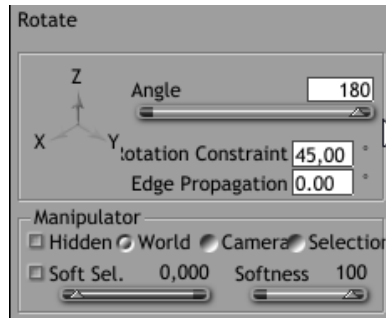 Rotate
Z
Angle 180
X Y
otation Constraint 45,00 °
Edge Propagation 0.00 °
Manipulator
Hidden World Camera Selection
Soft Sel. 0,000 Softness 100